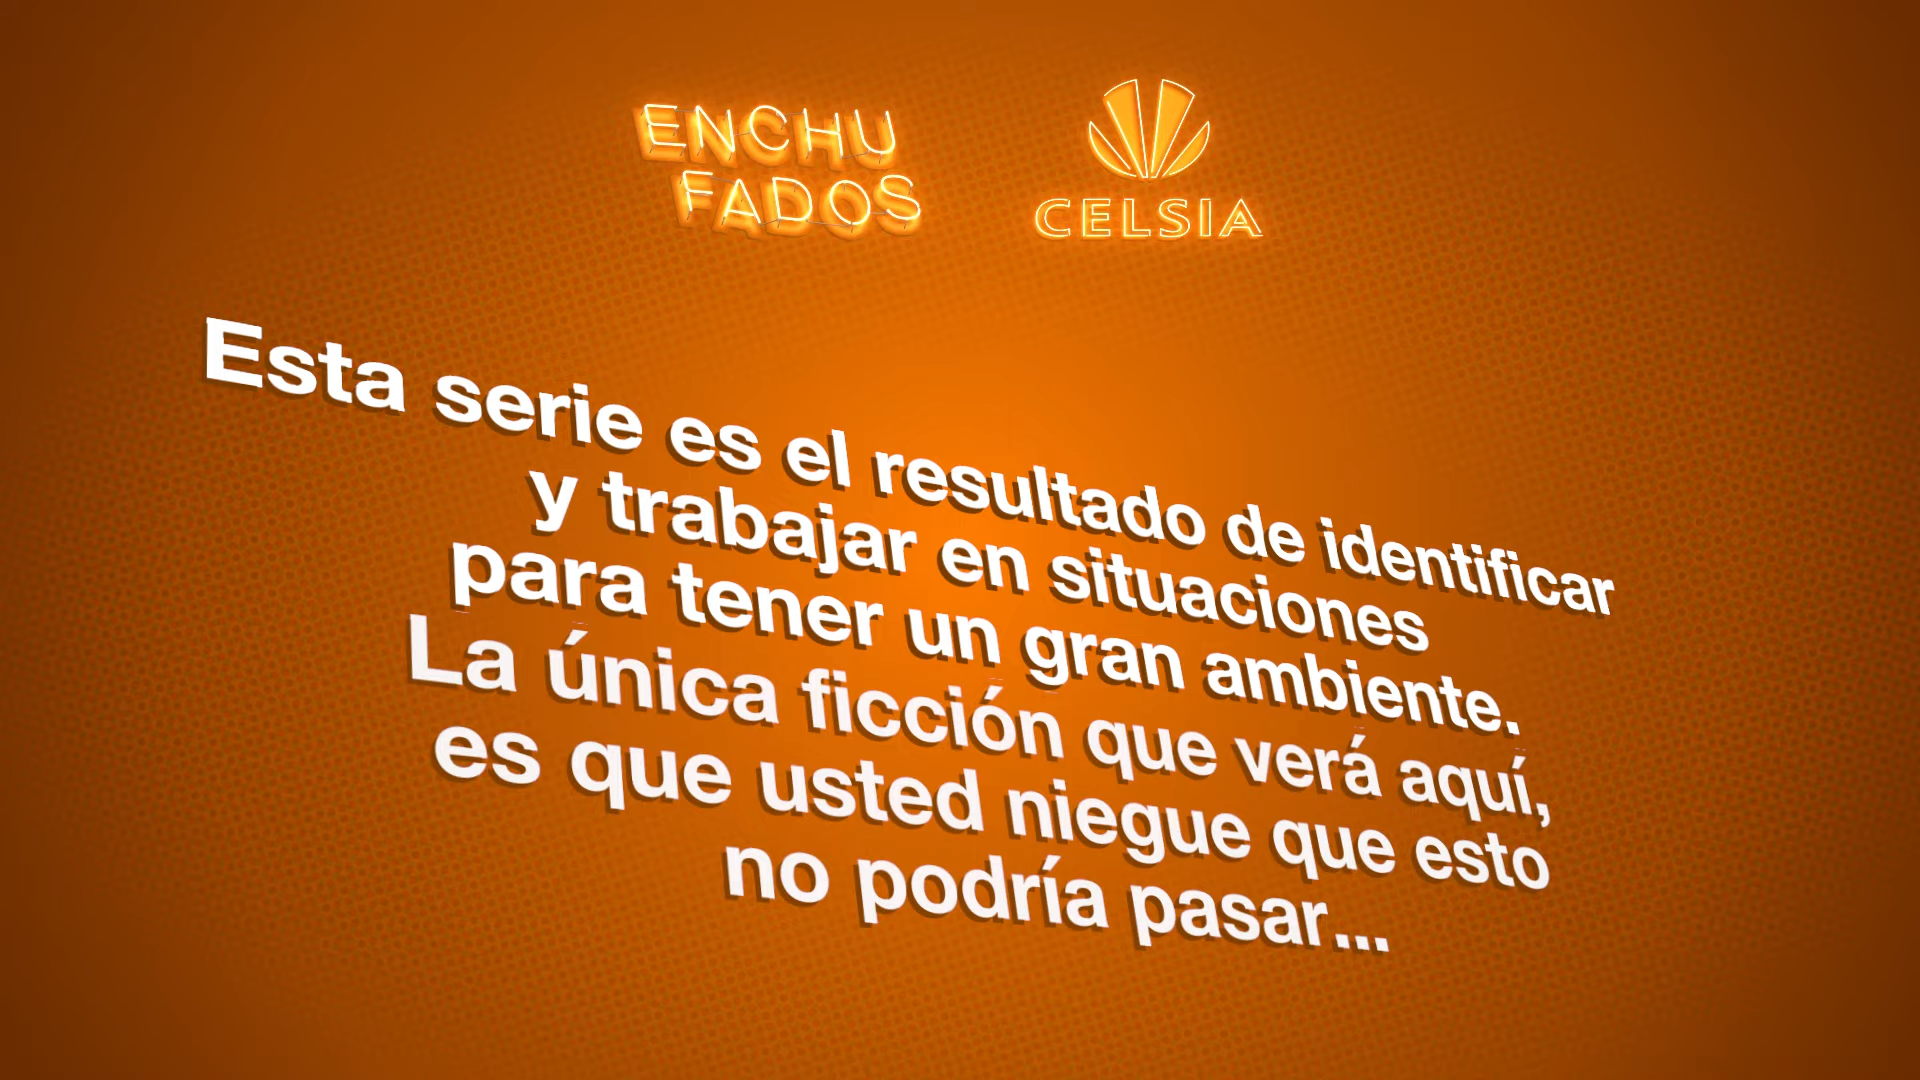 ENCHU
FADOS
CELSIA
Esta serie es el resultado de identificar
y trabajar en situaciones
para tener un gran ambiente.
La única ficción que verá aquí,
es que usted niegue que esto
no podría pasar...